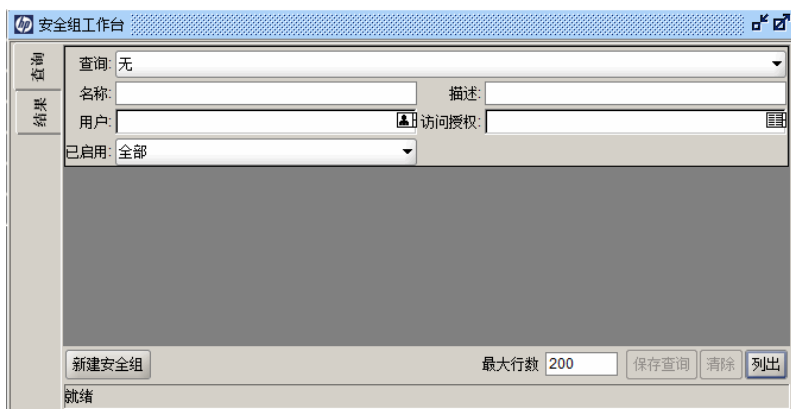 hp 安全组工作台
查询
结果
查询: 无
名称: 描述:
用户: 访问授权:
已启用: 全部
新建安全组 最大行数 200 保存查询 清除 列出
就绪